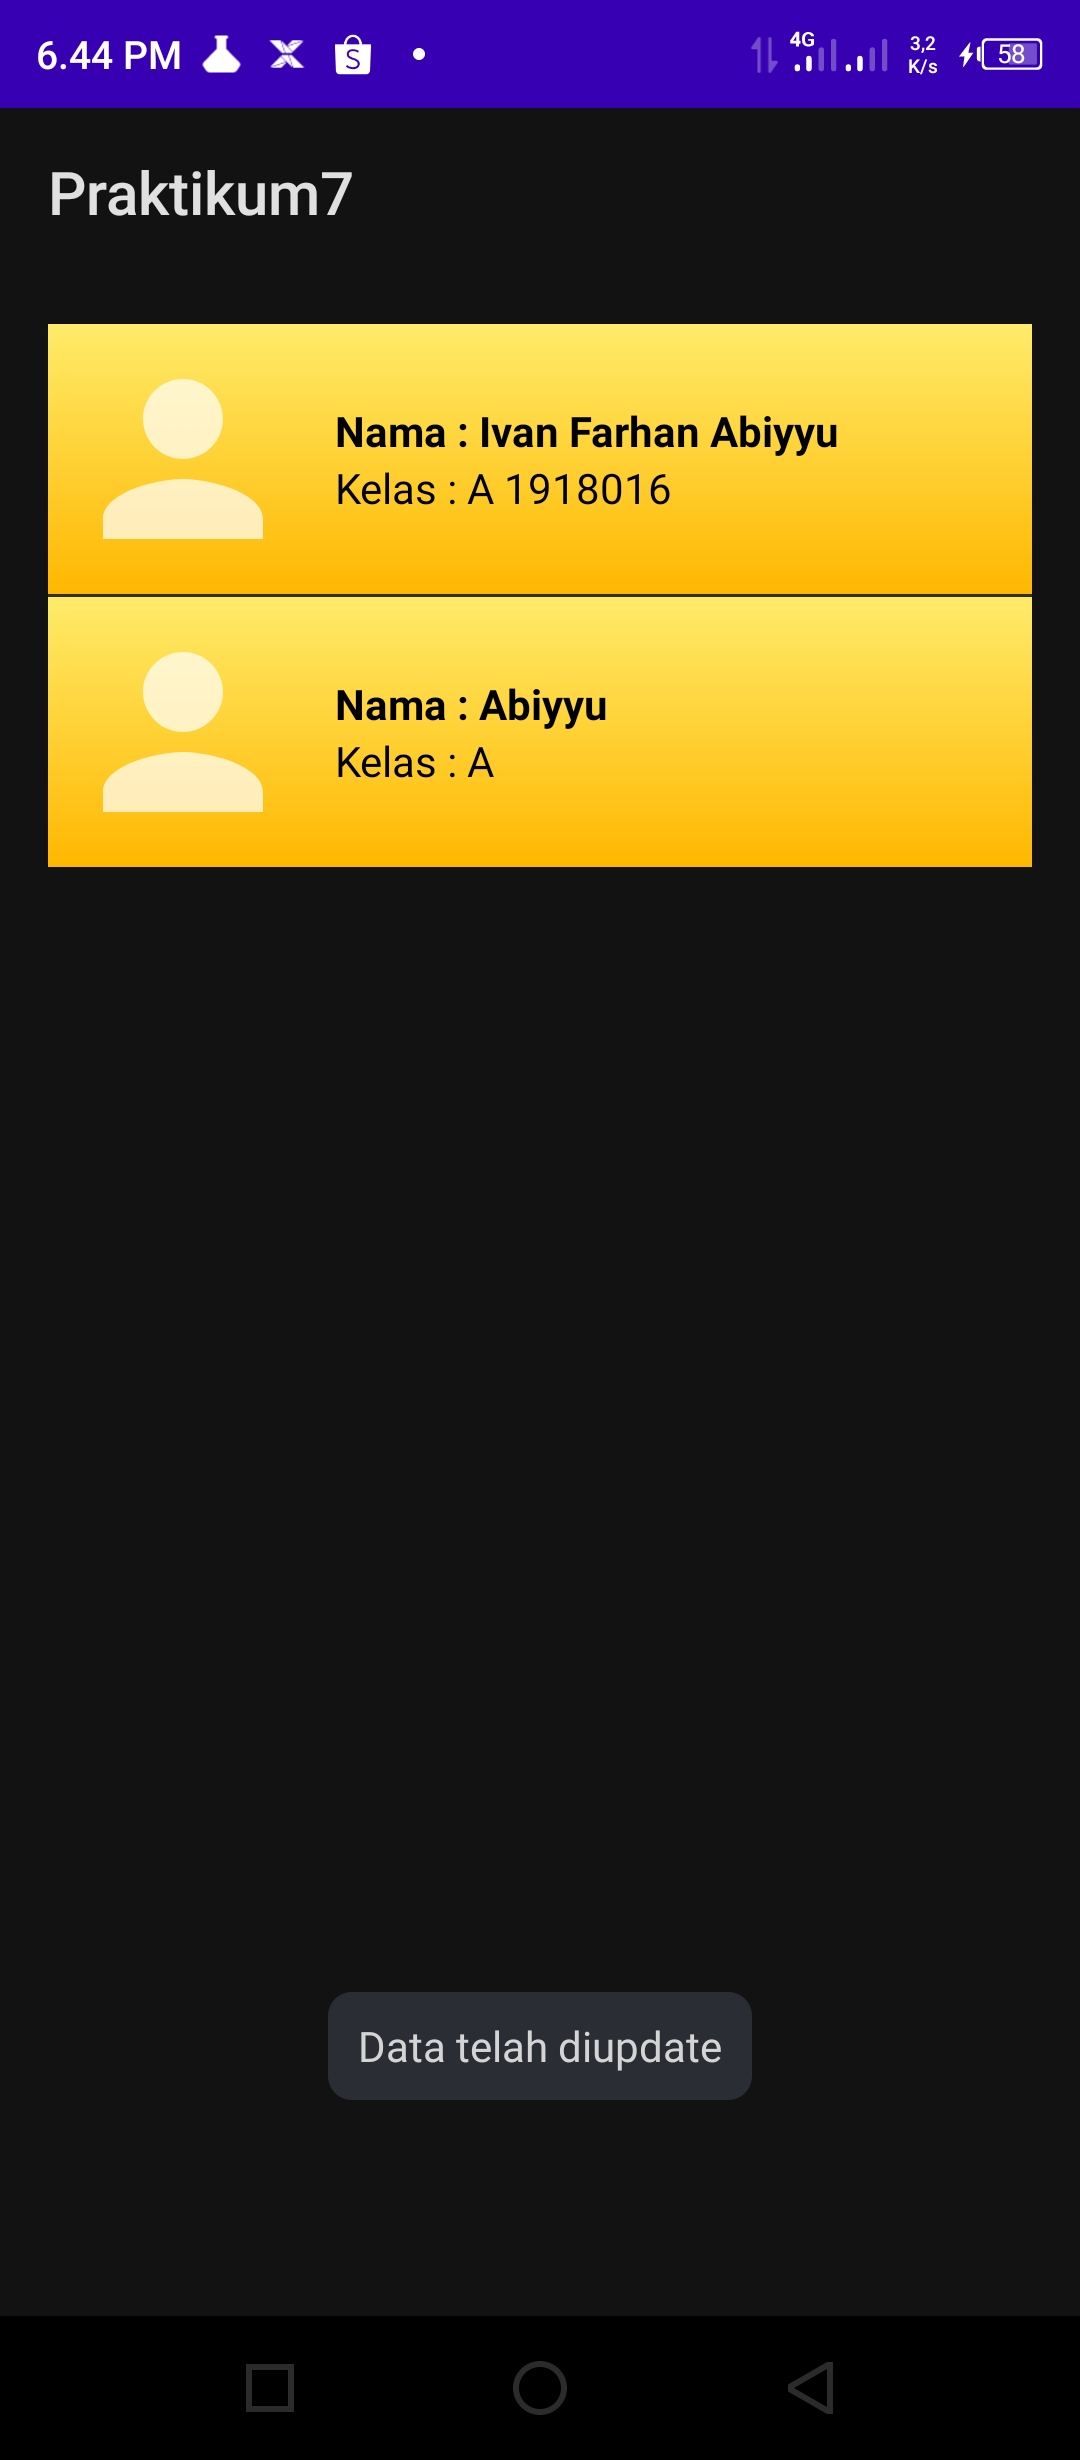 6.44 PM
4G
3,2
K/s
58
Praktikum7
Nama : Ivan Farhan Abiyyu
Kelas : A 1918016
Nama : Abiyyu
Kelas : A
Data telah diupdate